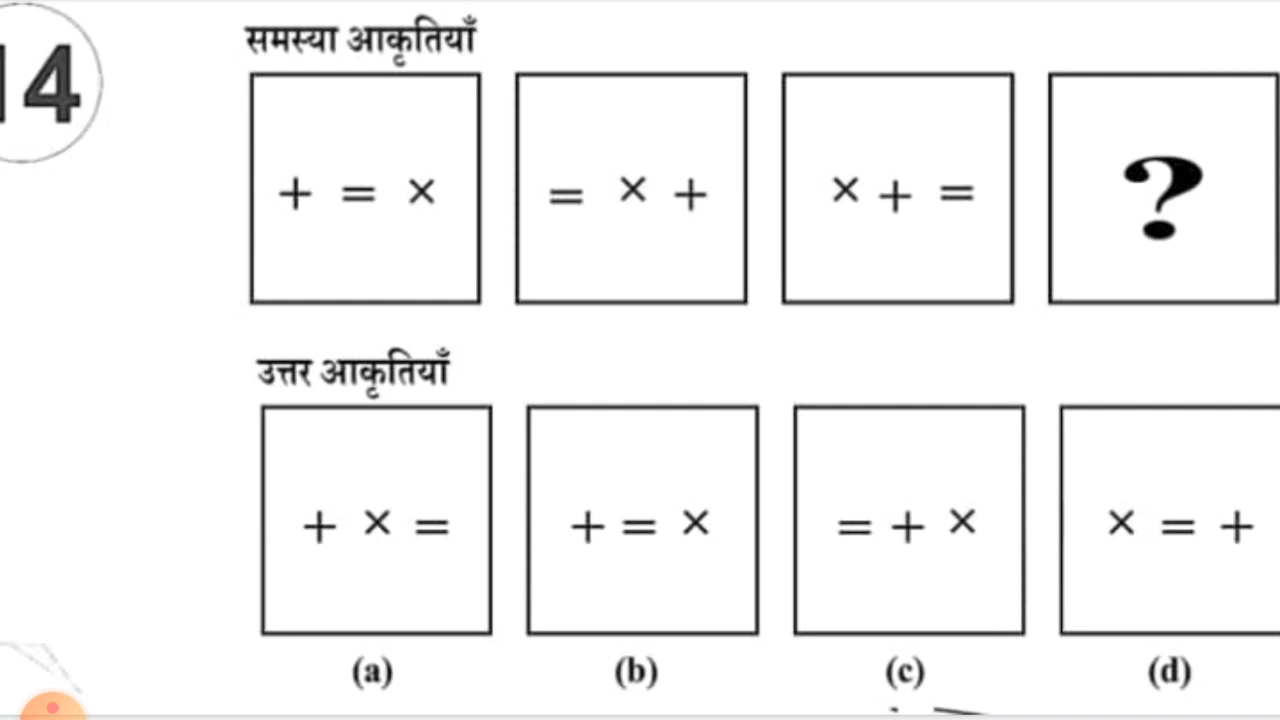 14
समस्या आकृतियाँ
+ = ×
= × +
× + =
?
उत्तर आकृतियाँ
+ × =
+ = ×
= + ×
× = +
(a)
(b)
(c)
(d)